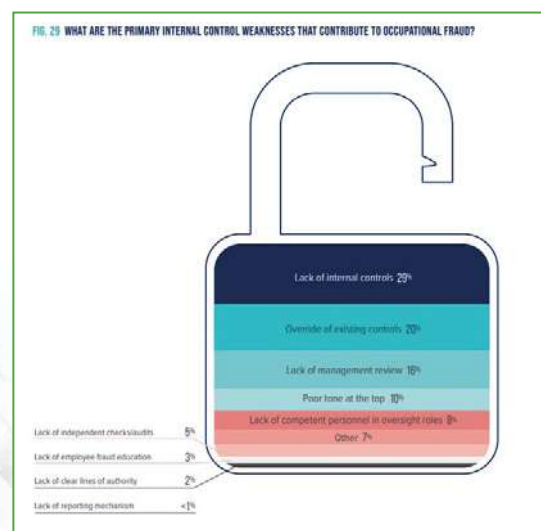 FIG. 29 WHAT ARE THE PRIMARY INTERNAL CONTROL WEAKNESSES THAT CONTRIBUTE TO OCCUPATIONAL FRAUD?
Lack of internal controls 29%
Override of existing controls 20%
Lack of management review 16%
Poor tone at the top 10%
Lack of competent personnel in oversight roles 8%
Other 7%
Lack of independent checks/audits 5%
Lack of employee fraud education 3%
Lack of clear lines of authority 2%
Lack of reporting mechanism <1%